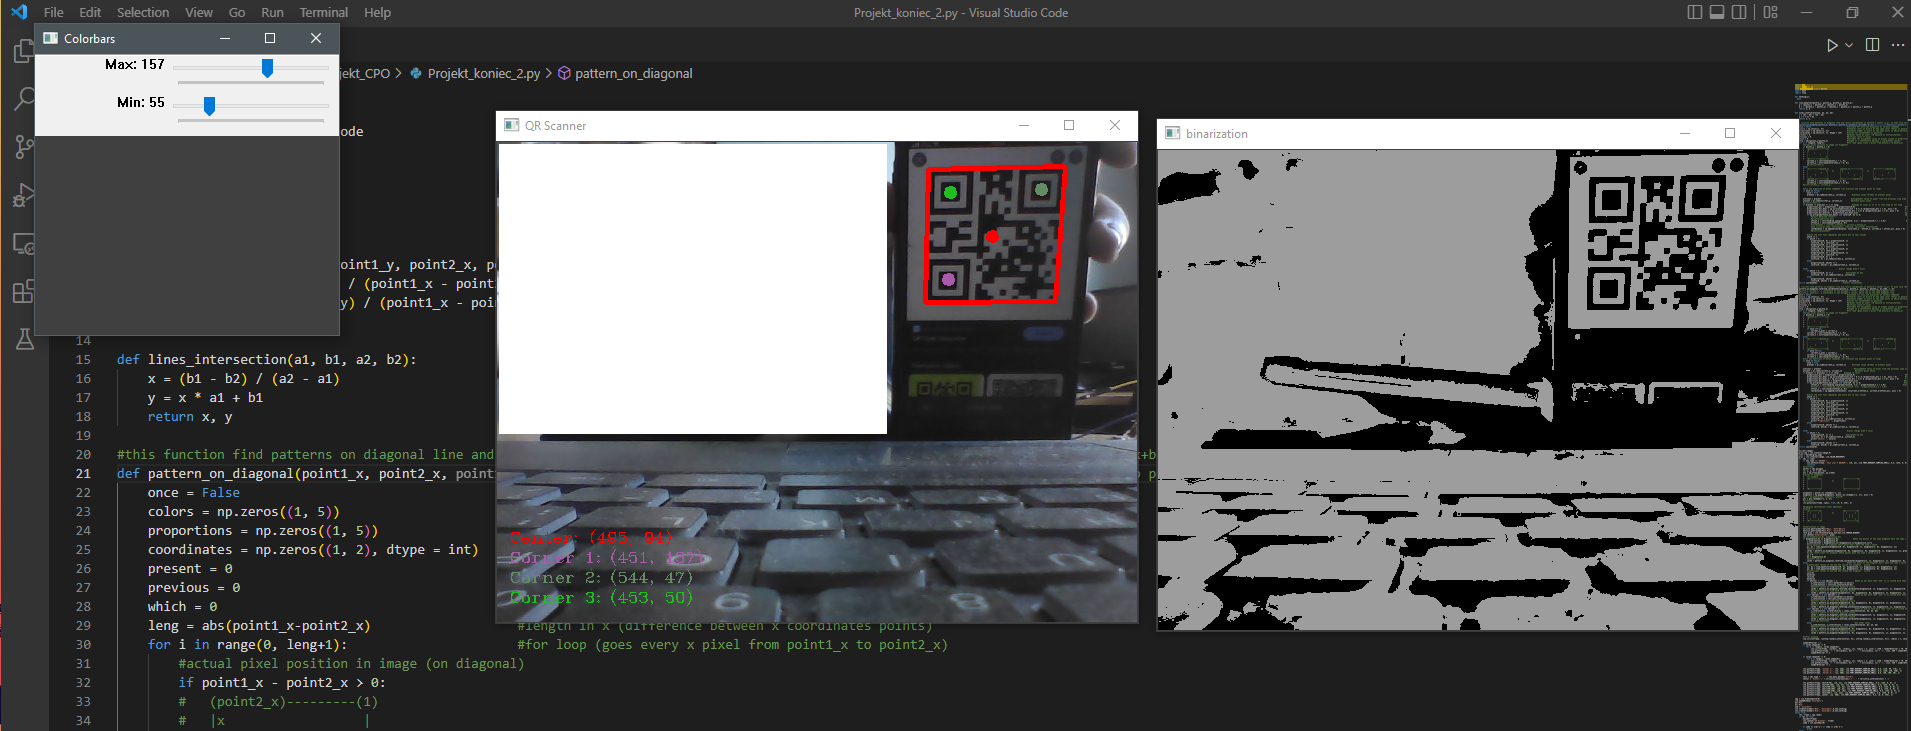 File Edit Selection View Go Run Terminal Help
Projekt_koniec_2.py - Visual Studio Code
Colorbars
Max: 157
Min: 55
jekt_CPO > Projekt_koniec_2.py > pattern_on_diagonal
ode
QR Scanner
binarization
oint1_y, point2_x, p
/ (point1_x - point
y) / (point1_x - poi
14
15 def lines_intersection(a1, b1, a2, b2):
16 x = (b1 - b2) / (a2 - a1)
17 y = x * a1 + b1
18 return x, y
19
20 #this function find patterns on diagonal line and x+b
21 def pattern_on_diagonal(point1_x, point2_x, point p
22 once = False
23 colors = np.zeros((1, 5))
24 proportions = np.zeros((1, 5))
25 coordinates = np.zeros((1, 2), dtype = int)
26 present = 0
27 previous = 0
28 which = 0
29 leng = abs(point1_x-point2_x) #length in x (difference between x coordinates points)
30 for i in range(0, leng+1): #for loop (goes every x pixel from point1_x to point2_x)
31 #actual pixel position in image (on diagonal)
32 if point1_x - point2_x > 0:
33 # (point2_x)---------(1)
34 # |x |
Center: (495, 94)
Corner 1: (451, 137)
Corner 2: (544, 47)
Corner 3: (453, 50)